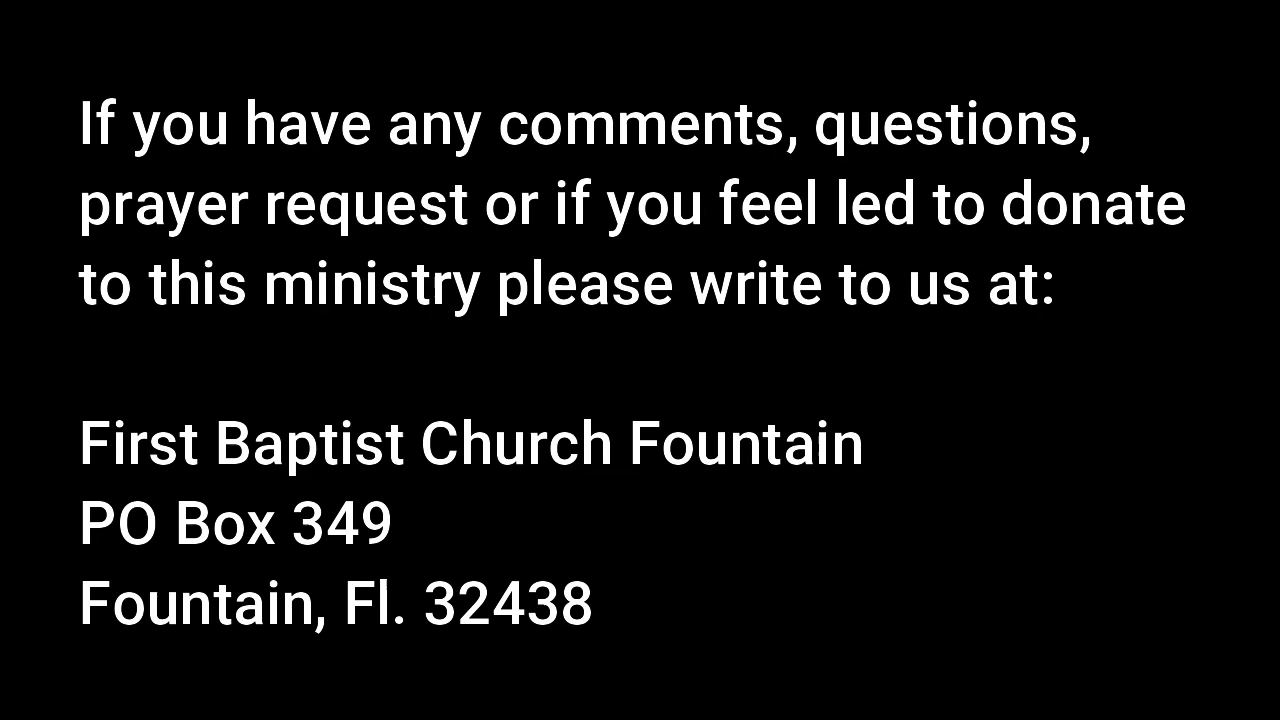 If you have any comments, questions,
prayer request or if you feel led to donate
to this ministry please write to us at:
First Baptist Church Fountain
PO Box 349
Fountain, Fl. 32438